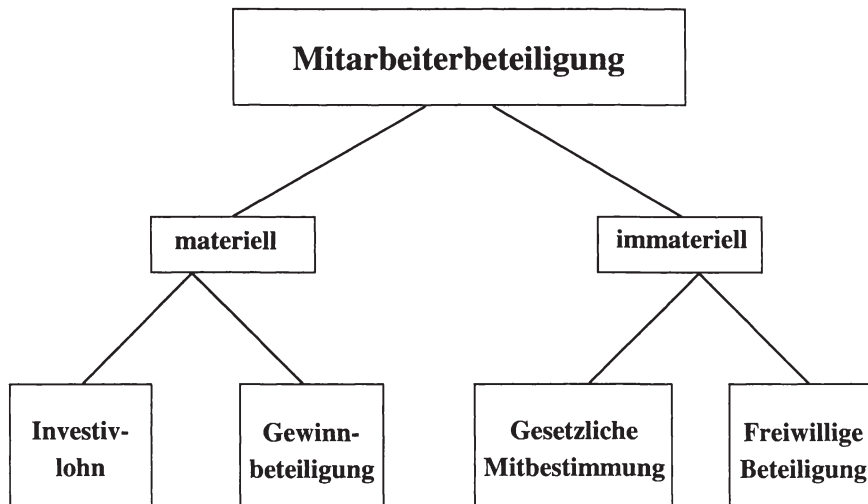 Mitarbeiterbeteiligung
materiell
immateriell
Investiv-
lohn
Gewinn-
beteiligung
Gesetzliche
Mitbestimmung
Freiwillige
Beteiligung